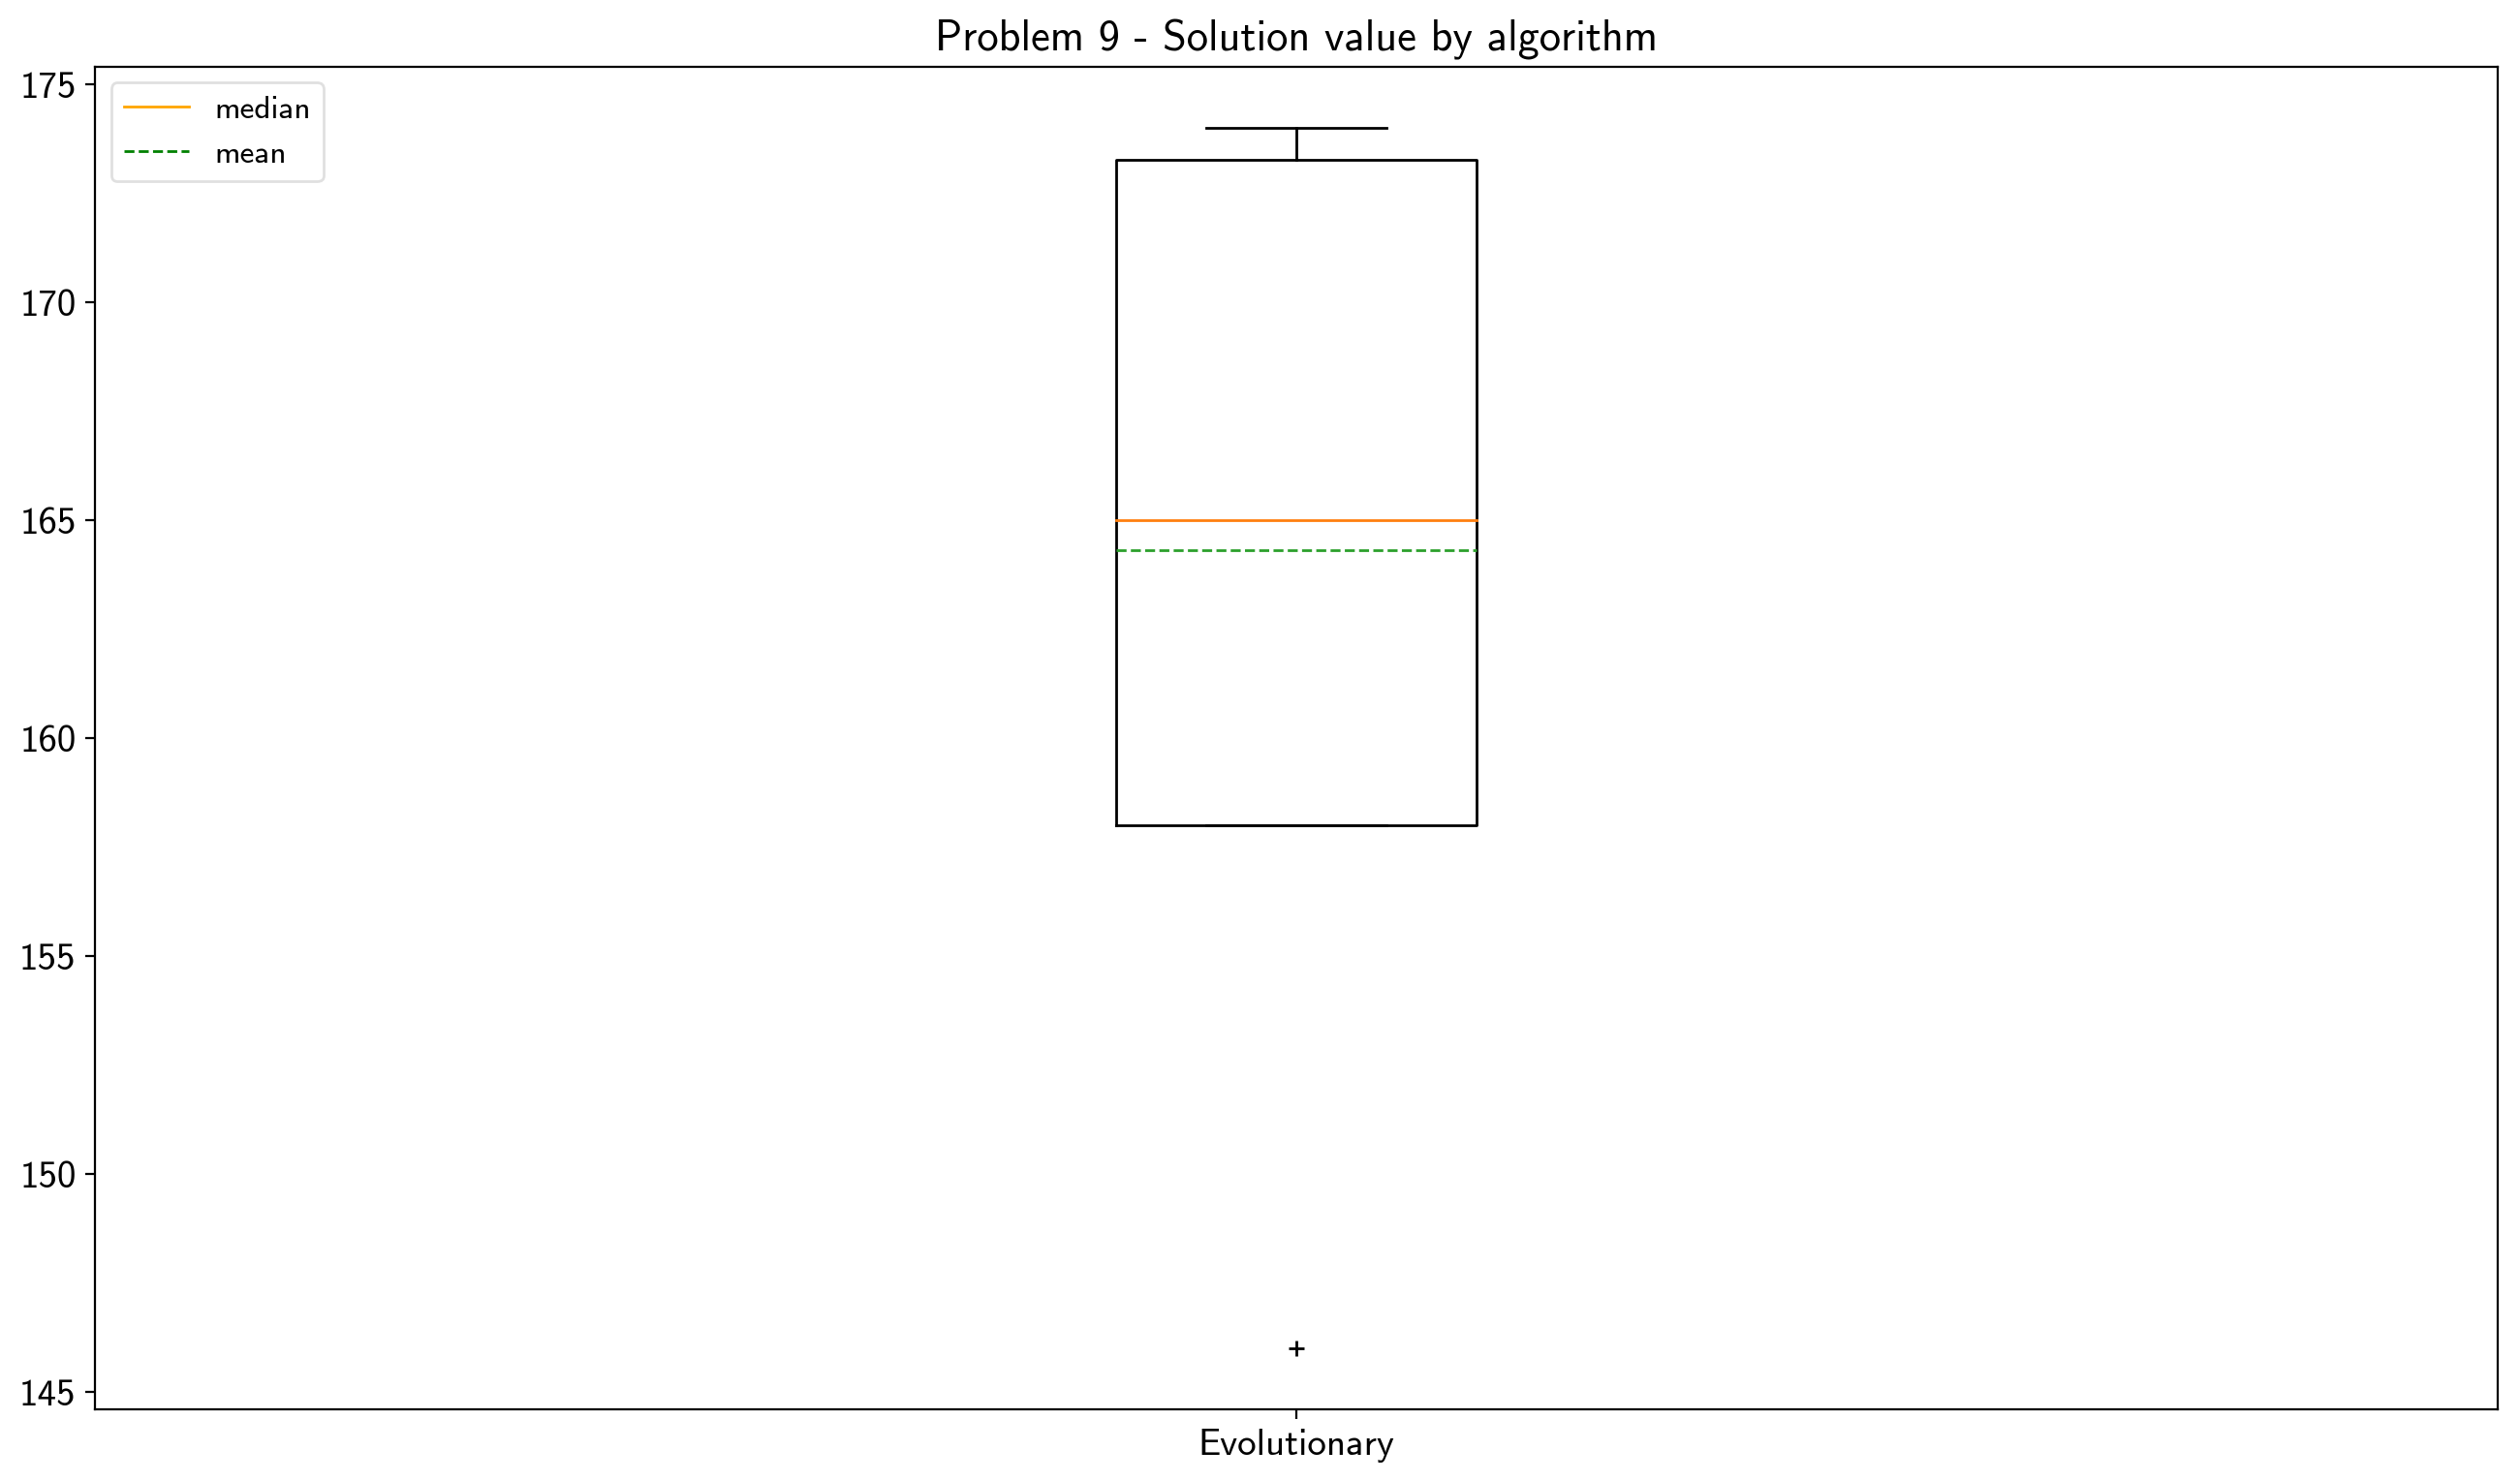 Problem 9 - Solution value by algorithm
175
median
mean
170
165
160
155
150
145
Evolutionary